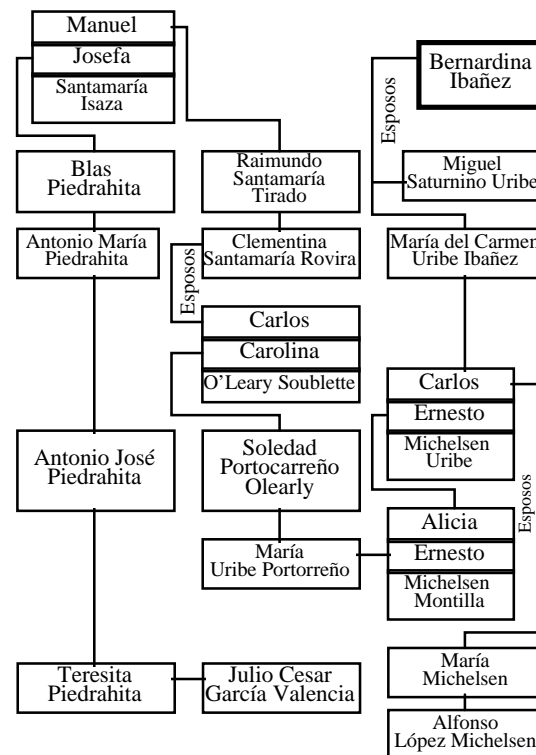 Manuel
Josefa
Santamaría
Isaza
Bernardina
Ibañez
Esposos
Blas
Piedrahita
Raimundo
Santamaría
Tirado
Miguel
Saturnino Uribe
Antonio María
Piedrahita
Clementina
Santamaría Rovira
María del Carmen
Uribe Ibañez
Esposos
Carlos
Carolina
O'Leary Soublette
Carlos
Ernesto
Michelsen
Uribe
Antonio José
Piedrahita
Soledad
Portocarreño
Olearly
Esposos
Alicia
Ernesto
Michelsen
Montilla
María
Uribe Portorreño
Teresita
Piedrahita
Julio Cesar
García Valencia
María
Michelsen
Alfonso
López Michelsen